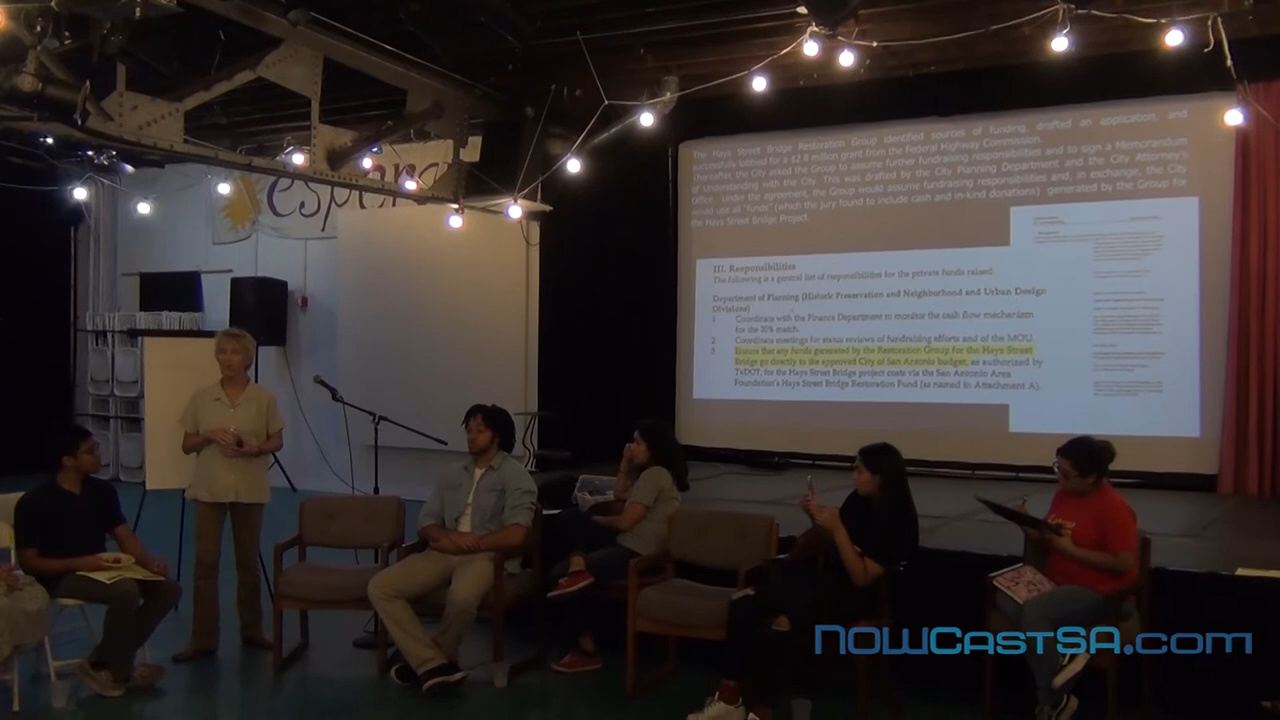 esperan
The Hays Street Bridge Restoration Group identified sources of funding, drafted an application, and
successfully lobbied for a $2.8 million grant from the Federal Highway Commission.
Thereafter, the City asked the Group to assume further fundraising responsibilities and to sign a Memorandum
of Understanding with the City. This was drafted by the City Planning Department and the City Attorney's
Office. Under the agreement, the Group would assume fundraising responsibilities and, in exchange, the City
would use all "funds" (which the jury found to include cash and in-kind donations) generated by the Group for
the Hays Street Bridge Project.
III. Responsibilities
The following is a general list of responsibilities for the private funds raised.
Department of Planning (Historic Preservation and Neighborhood and Urban Design
Divisions)
1 Coordinate with the Finance Department to monitor the cash flow mechanism
for the 20% match.
2 Coordinate meetings for status reviews of fundraising efforts and of the MOU.
3 Ensure that any funds generated by the Restoration Group for the Hays Street
Bridge go directly to the approved City of San Antonio budget, as authorized by
TxDOT, for the Hays Street Bridge project costs via the San Antonio Area
Foundation's Hays Street Bridge Restoration Fund (as named in Attachment A).
NOWCASTSA.com